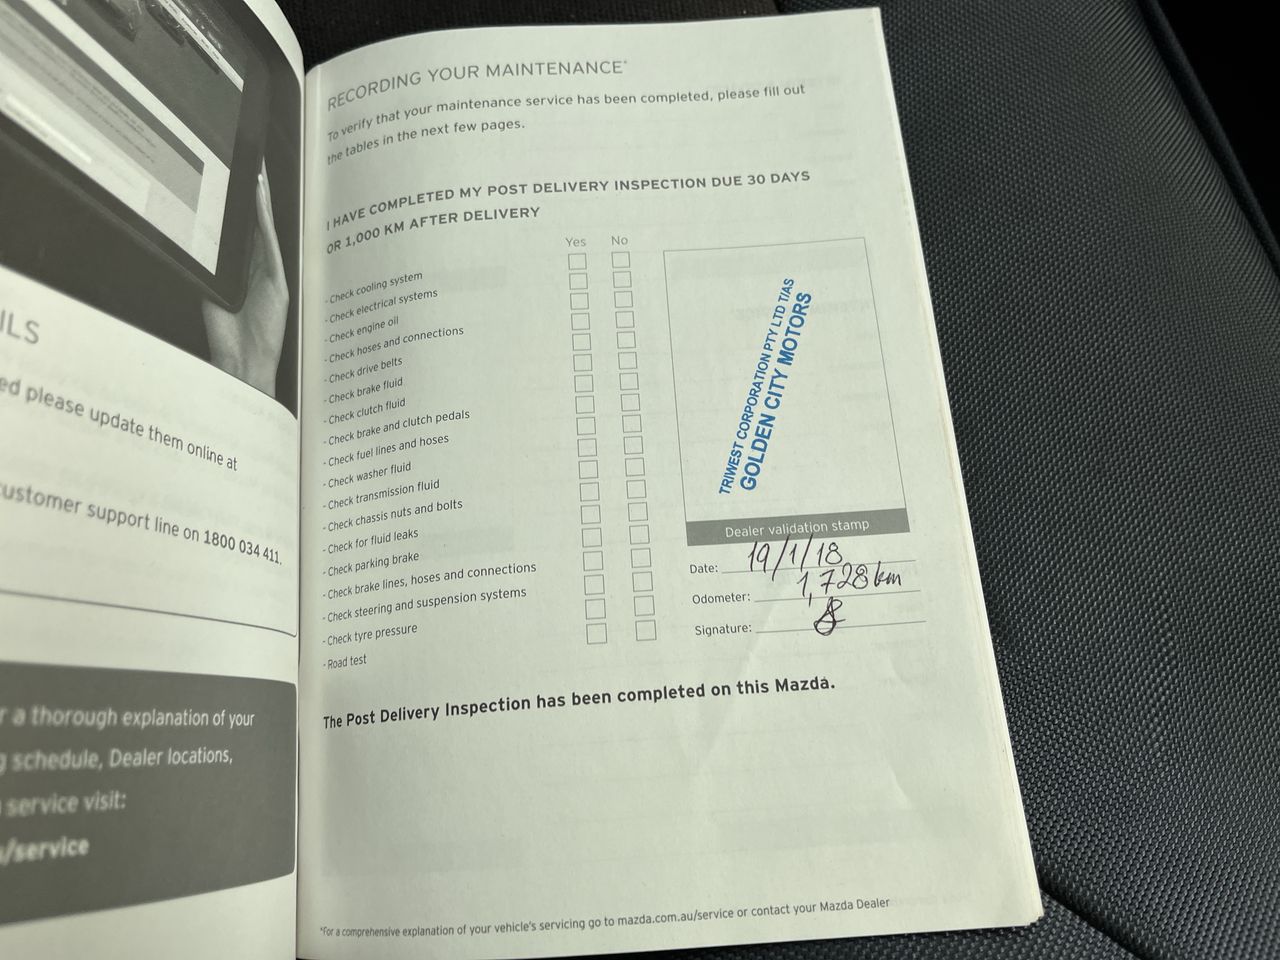 ILS
ed please update them online at
customer support line on 1800 034 411.
r a thorough explanation of your
g schedule, Dealer locations,
service visit:
/service
RECORDING YOUR MAINTENANCE*
To verify that your maintenance service has been completed, please fill out
the tables in the next few pages.
I HAVE COMPLETED MY POST DELIVERY INSPECTION DUE 30 DAYS
OR 1,000 KM AFTER DELIVERY
Yes No
- Check cooling system
- Check electrical systems
- Check engine oil
- Check hoses and connections
- Check drive belts
- Check brake fluid
- Check clutch fluid
- Check brake and clutch pedals
- Check fuel lines and hoses
- Check washer fluid
- Check transmission fluid
- Check chassis nuts and bolts
- Check for fluid leaks
- Check parking brake
- Check brake lines, hoses and connections
- Check steering and suspension systems
- Check tyre pressure
- Road test
TRIWEST CORPORATION PTY LTD T/AS
GOLDEN CITY MOTORS
Dealer validation stamp
Date: 19/1/18
Odometer: 1,728 km
Signature:
The Post Delivery Inspection has been completed on this Mazda.
*For a comprehensive explanation of your vehicle's servicing go to mazda.com.au/service or contact your Mazda Dealer